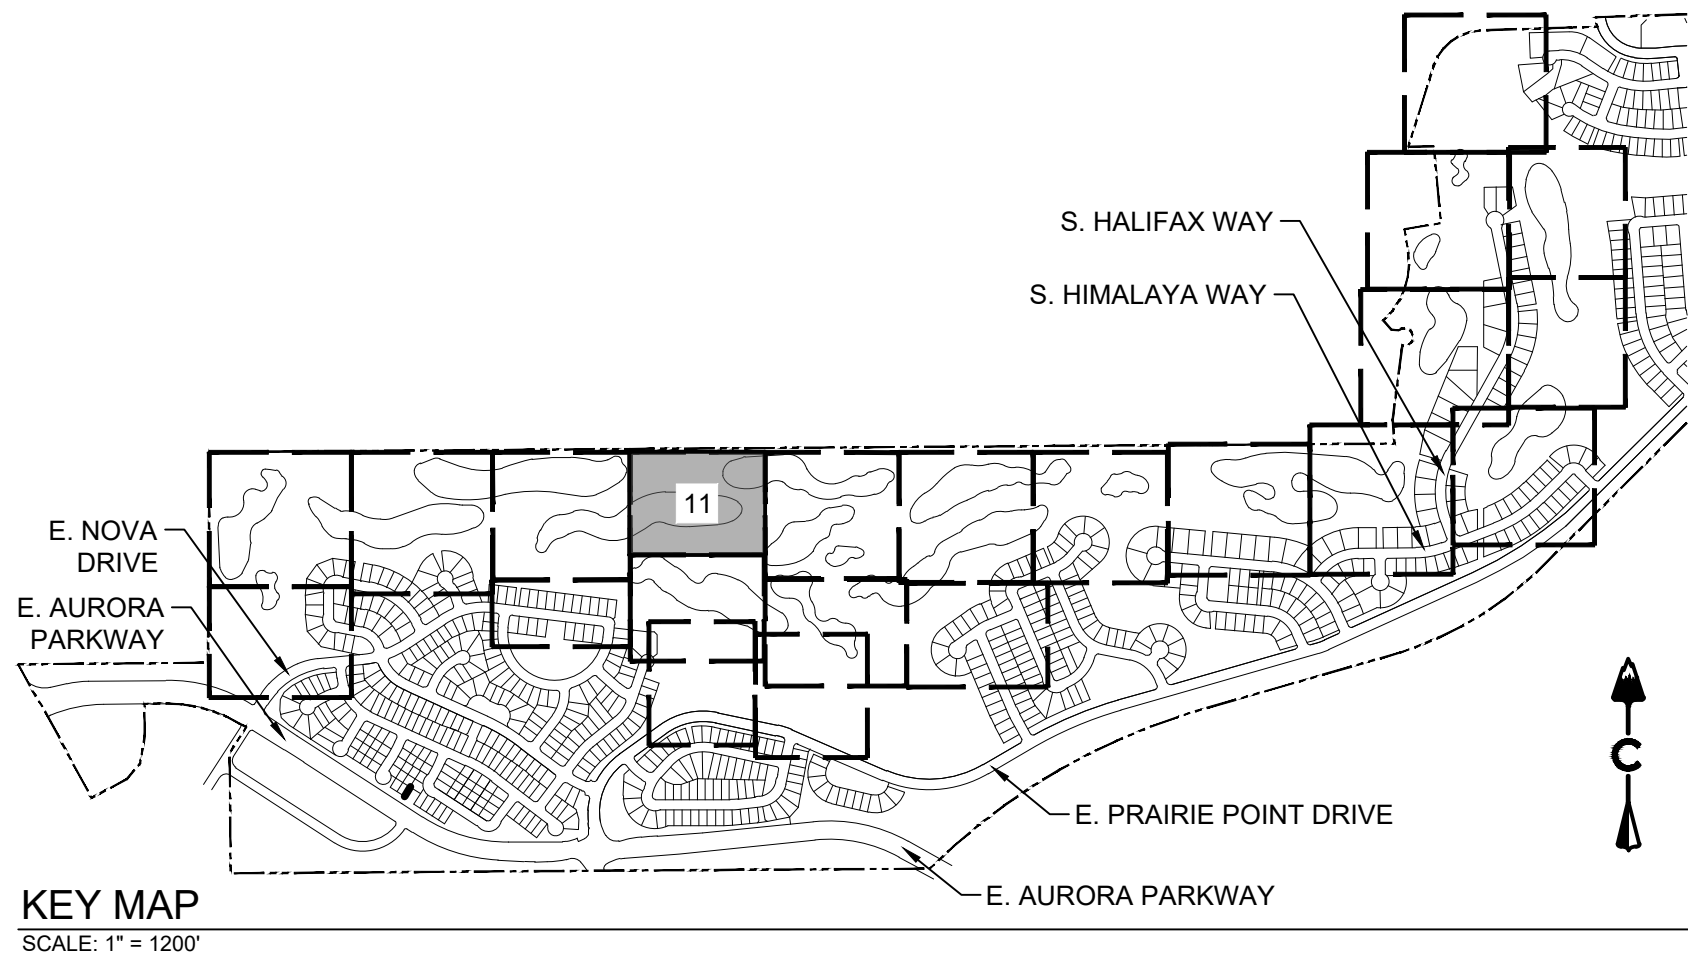 S. HALIFAX WAY
S. HIMALAYA WAY
11
E. NOVA
DRIVE
E. AURORA
PARKWAY
C
E. PRAIRIE POINT DRIVE
E. AURORA PARKWAY
KEY MAP
SCALE: 1" = 1200'